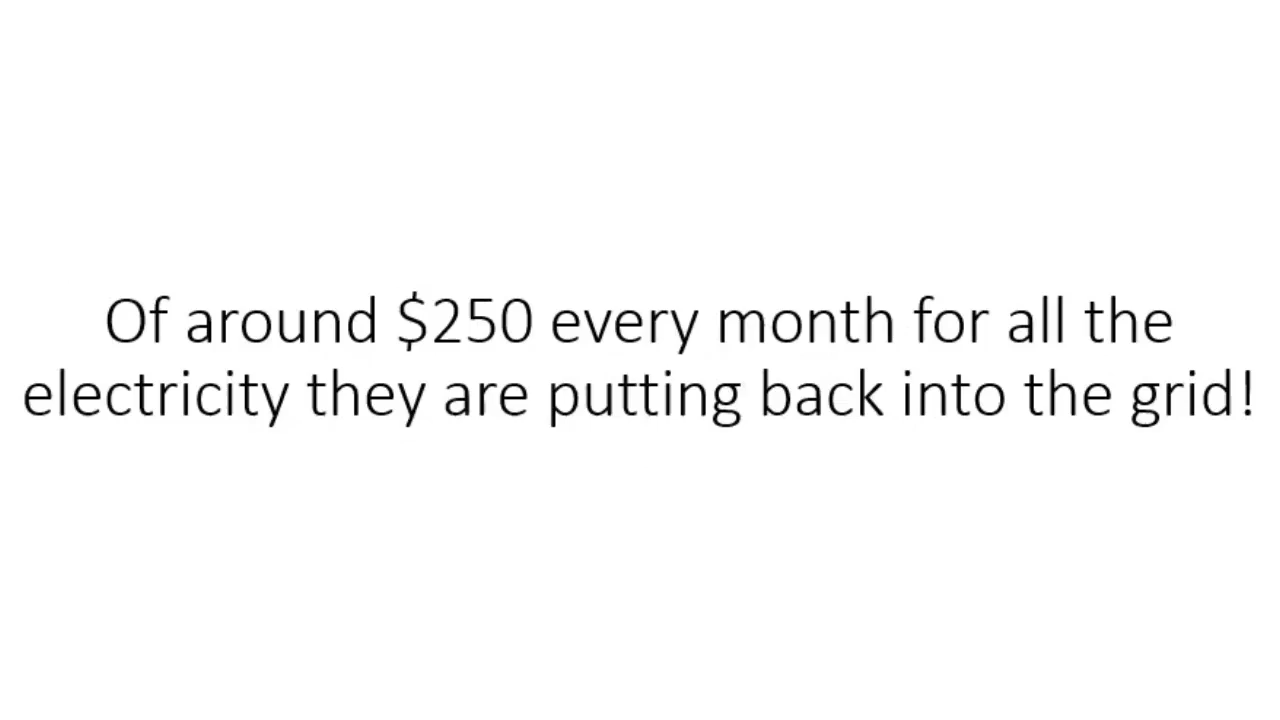 Of around $250 every month for all the
electricity they are putting back into the grid!